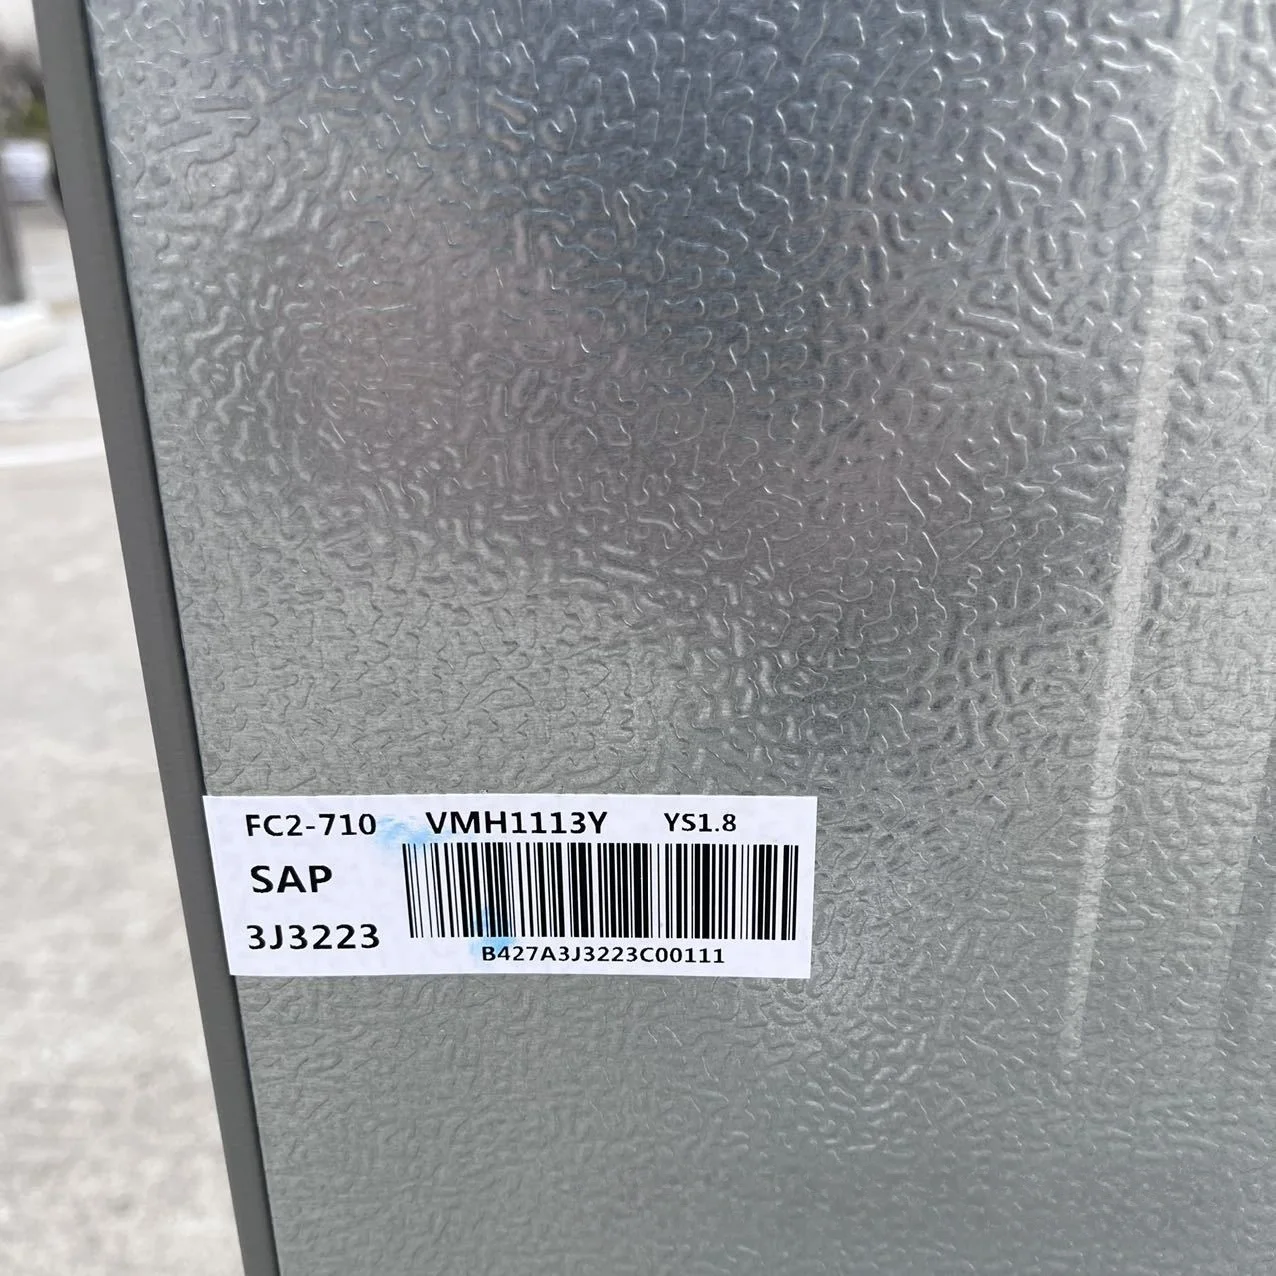 FC2-710 VMH1113Y YS1.8
SAP
3J3223
B427A3J3223C00111